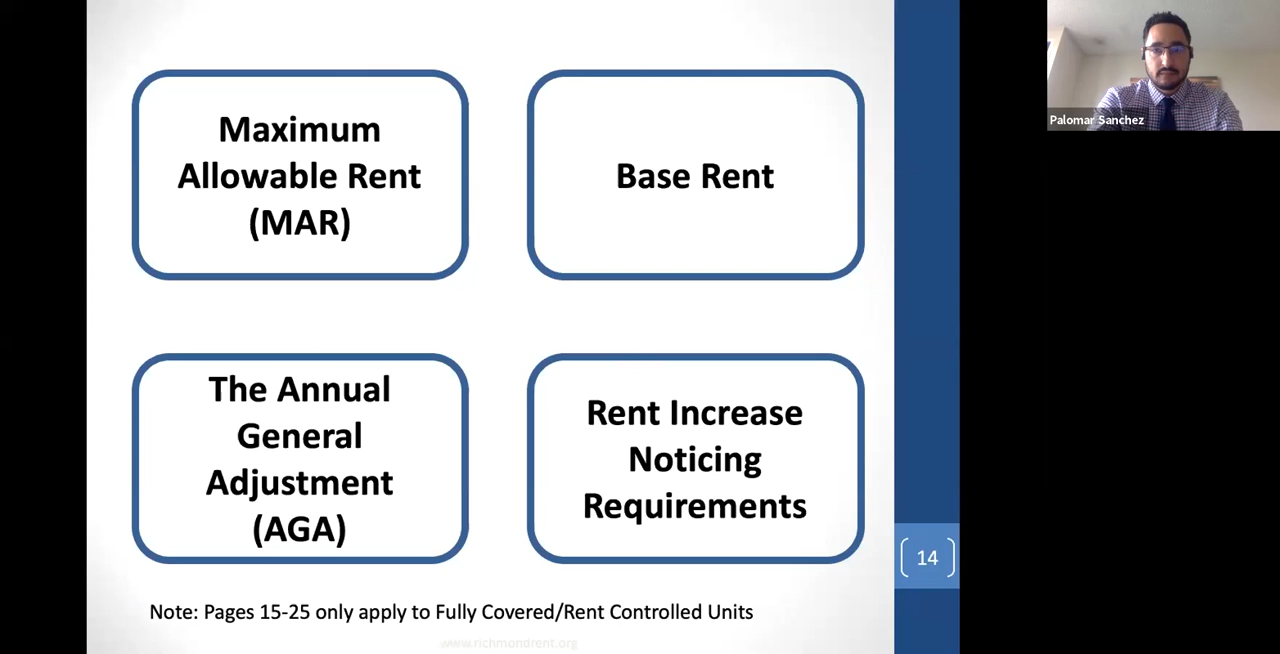 Maximum
Allowable Rent
(MAR)
Base Rent
The Annual
General
Adjustment
(AGA)
Rent Increase
Noticing
Requirements
14
Note: Pages 15-25 only apply to Fully Covered/Rent Controlled Units
www.richmondrent.org
Palomar Sanchez